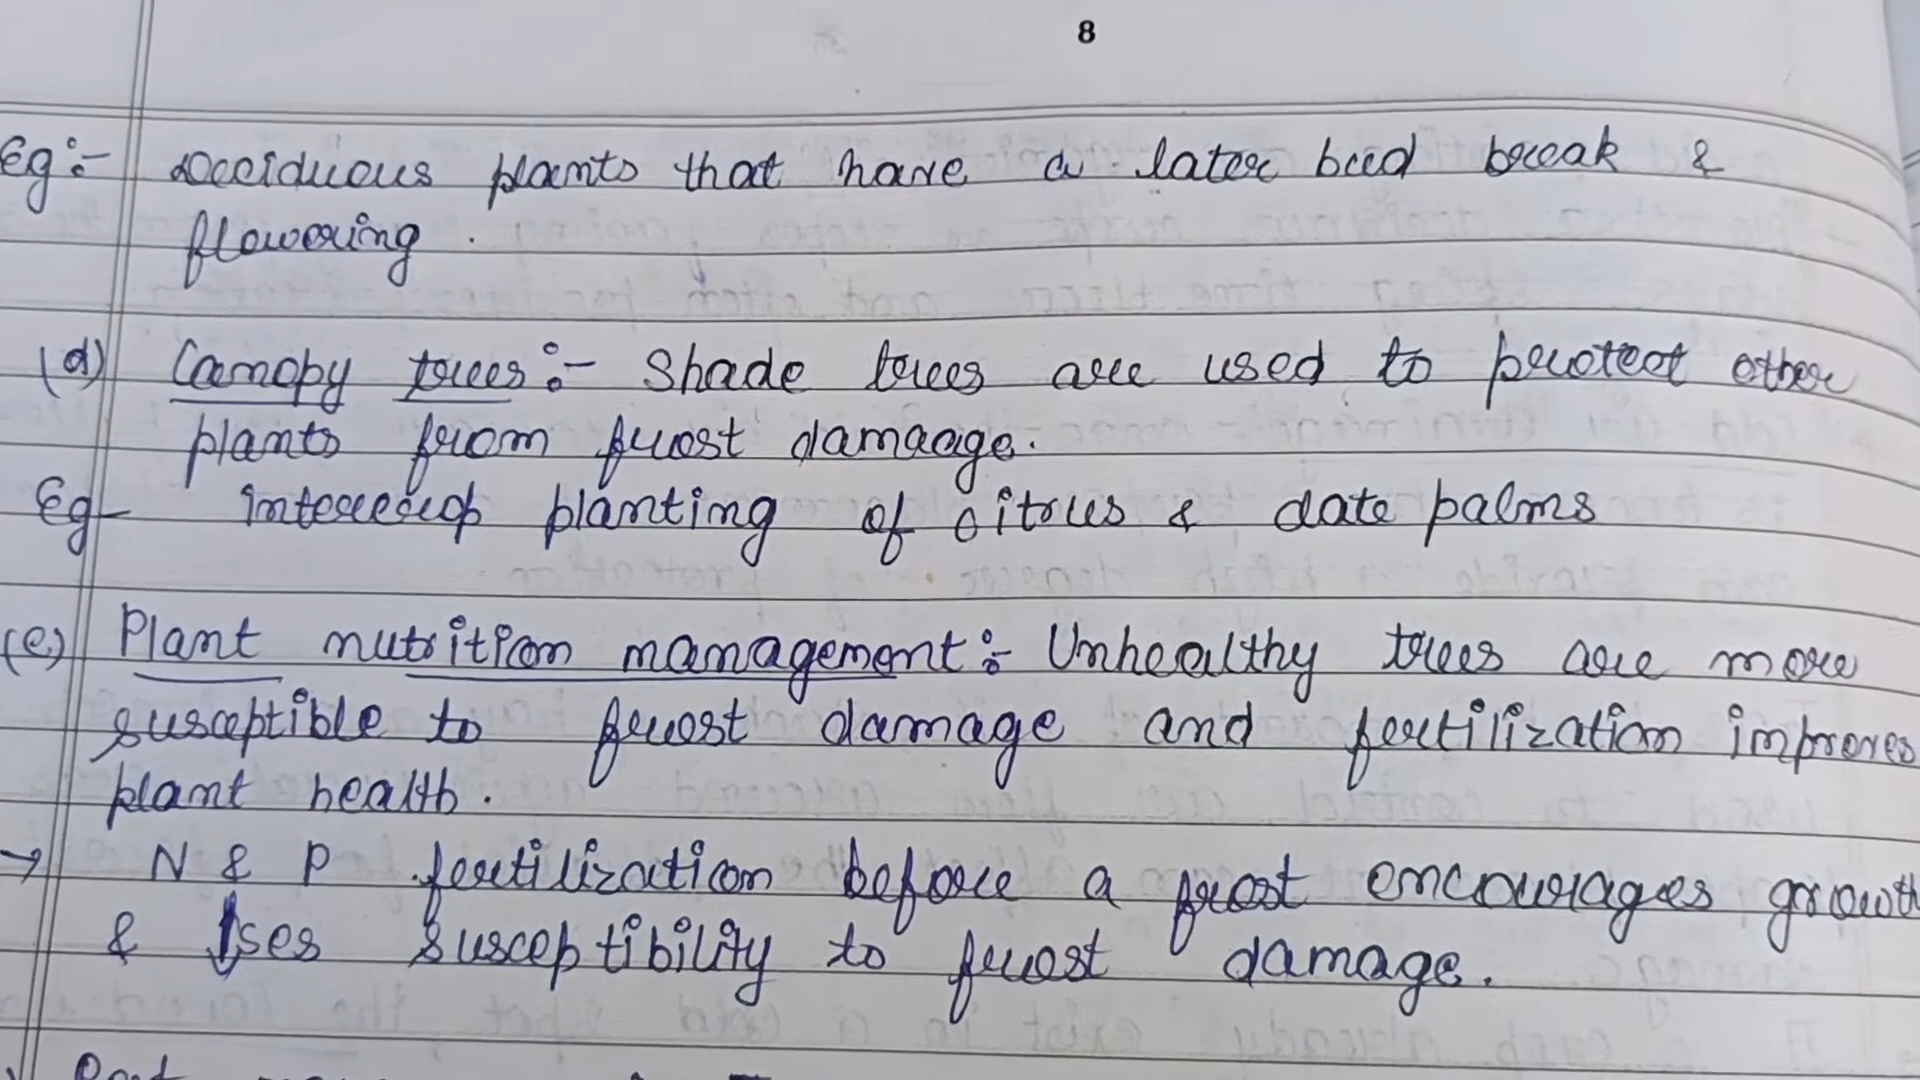 8
Eg:- Deciduous plants that have a later bud break &
flowering.
(d) Canopy trees:- Shade trees are used to protect other
plants from frost damaage.
Eg- Intercrop planting of citrus & date palms
(e) Plant nutrition management:- Unhealthy trees are more
susceptible to frost damage and fertilization improves
plant health.
→ N & P fertilization before a frost encourages growth
& ↑ses susceptibility to frost damage.